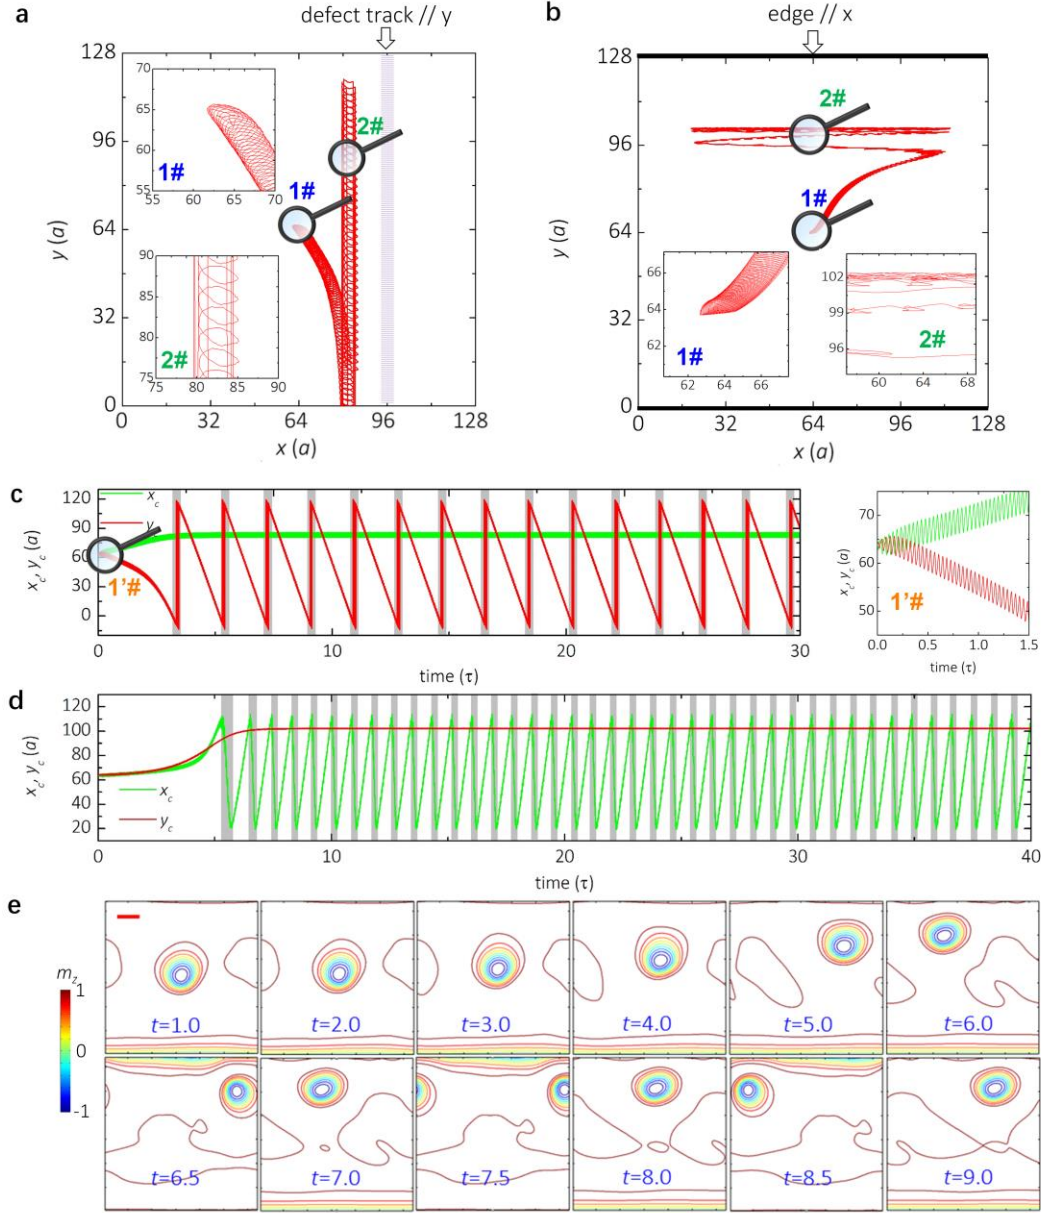 a
defect track // y
128
96
64
32
0
y (a)
0 32 64 96 128
x (a)
70
65
60
55
55 60 65 70
1#
1#
2#
90
85
80
75
75 80 85 90
2#
b
edge // x
128
96
64
32
0
y (a)
0 32 64 96 128
x (a)
2#
1#
66
64
62
62 64 66
1#
102
99
96
60 64 68
2#
c
120
90
60
30
0
x_c, y_c (a)
x_c
y
1'#
0 10 20 30
time (τ)
70
60
50
x_c, y_c (a)
1'#
0.0 0.5 1.0 1.5
time (τ)
d
120
100
80
60
40
20
x_c, y_c (a)
x_c
y_c
0 10 20 30 40
time (τ)
e
m_z
1
0
-1
t=1.0 t=2.0 t=3.0 t=4.0 t=5.0 t=6.0
t=6.5 t=7.0 t=7.5 t=8.0 t=8.5 t=9.0